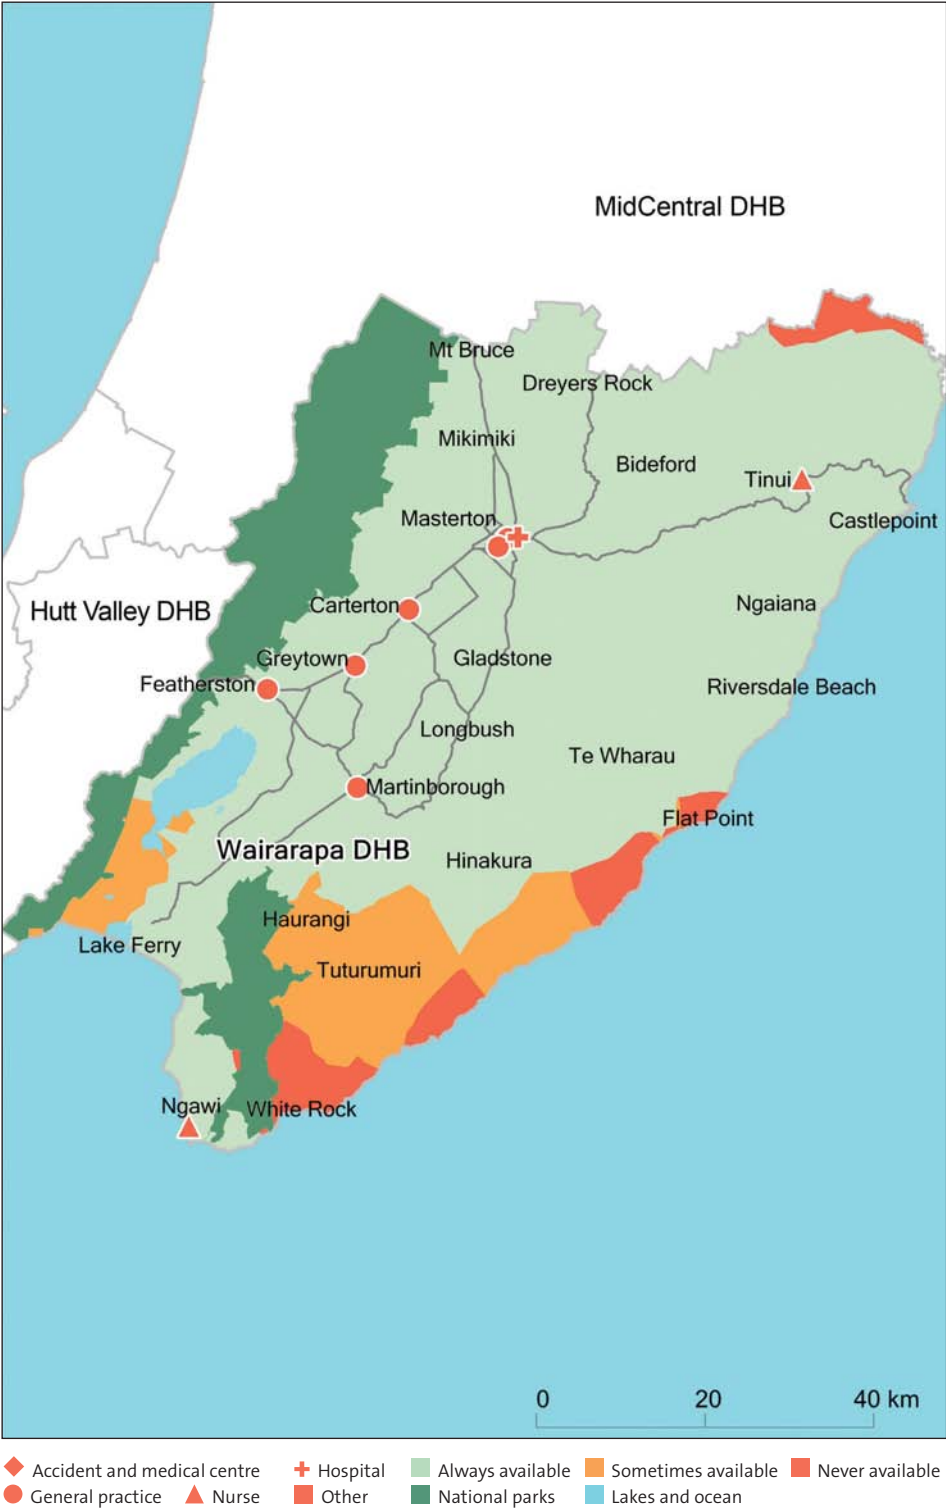 MidCentral DHB
Mt Bruce
Dreyers Rock
Mikimiki
Bideford
Tinui
Masterton
Castlepoint
Carterton
Ngaiana
Hutt Valley DHB
Greytown
Gladstone
Featherston
Riversdale Beach
Longbush
Te Wharau
Martinborough
Flat Point
Wairarapa DHB
Hinakura
Haurangi
Lake Ferry
Tuturumuri
Ngawi
White Rock
0 20 40 km
Accident and medical centre Hospital Always available Sometimes available Never available
General practice Nurse Other National parks Lakes and ocean